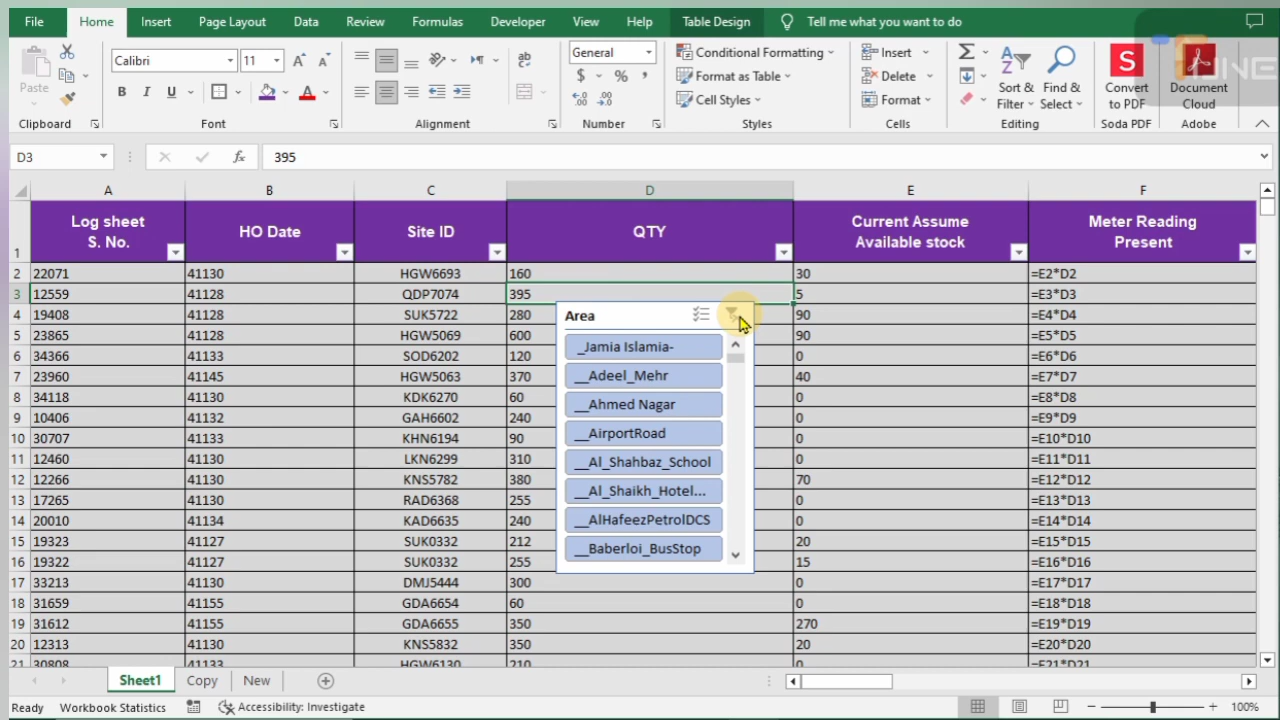 File Home Insert Page Layout Data Review Formulas Developer View Help Table Design Tell me what you want to do
Paste
Calibri 11
B I U
ab
General
$ % ,
Conditional Formatting
Format as Table
Cell Styles
Insert
Delete
Format
Sort &
Filter
Find &
Select
Convert
to PDF
Document
Cloud
Clipboard Font Alignment Number Styles Cells Editing Soda PDF Adobe
D3 fx 395
A B C D E F
1 Log sheet
S. No. HO Date Site ID QTY Current Assume
Available stock Meter Reading
Present
2 22071 41130 HGW6693 160 30 =E2*D2
3 12559 41128 QDP7074 395 5 =E3*D3
4 19408 41128 SUK5722 280 90 =E4*D4
5 23865 41128 HGW5069 600 90 =E5*D5
6 34366 41133 SOD6202 120 0 =E6*D6
7 23960 41145 HGW5063 370 40 =E7*D7
8 34118 41130 KDK6270 60 0 =E8*D8
9 10406 41132 GAH6602 240 0 =E9*D9
10 30707 41133 KHN6194 90 0 =E10*D10
11 12460 41130 LKN6299 310 0 =E11*D11
12 12266 41130 KNS5782 380 70 =E12*D12
13 17265 41130 RAD6368 255 0 =E13*D13
14 20010 41134 KAD6635 240 0 =E14*D14
15 19323 41127 SUK0332 212 20 =E15*D15
16 19322 41127 SUK0332 255 15 =E16*D16
17 33213 41130 DMJ5444 300 0 =E17*D17
18 31659 41155 GDA6654 60 0 =E18*D18
19 31612 41155 GDA6655 350 270 =E19*D19
20 12313 41130 KNS5832 350 20 =E20*D20
21 30808 41133 HGW6130 210 0 =E21*D21
Area
_Jamia Islamia-
__Adeel_Mehr
__Ahmed Nagar
__AirportRoad
__Al_Shahbaz_School
__Al_Shaikh_Hotel...
__AlHafeezPetrolDCS
__Baberloi_BusStop
Sheet1 Copy New
Ready Workbook Statistics Accessibility: Investigate 100%